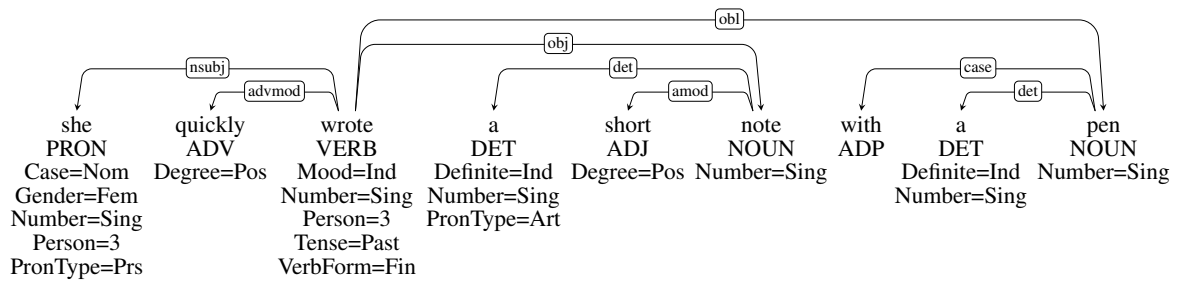 obl
obj
nsubj det case
advmod amod det
she quickly wrote a short note with a pen
PRON ADV VERB DET ADJ NOUN ADP DET NOUN
Case=Nom Degree=Pos Mood=Ind Definite=Ind Degree=Pos Number=Sing Definite=Ind Number=Sing
Gender=Fem Number=Sing Number=Sing Number=Sing
Number=Sing Person=3 PronType=Art
Person=3 Tense=Past
PronType=Prs VerbForm=Fin